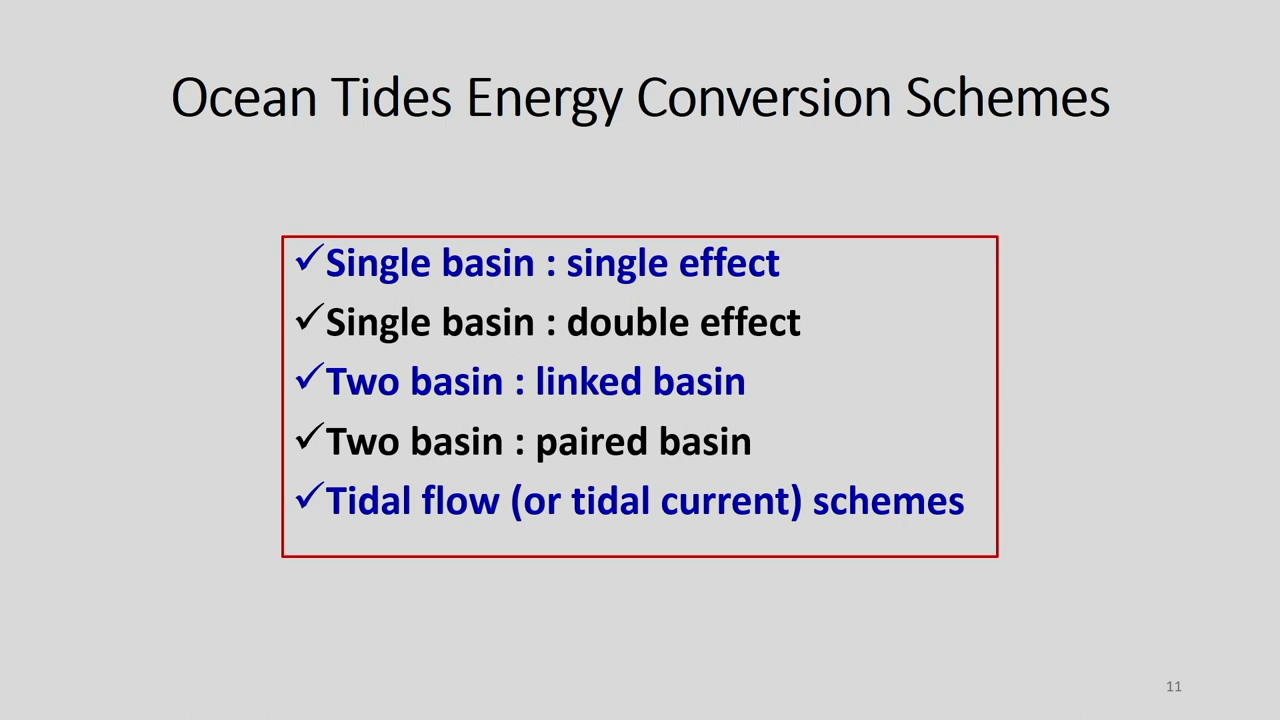 Ocean Tides Energy Conversion Schemes
✓Single basin : single effect
✓Single basin : double effect
✓Two basin : linked basin
✓Two basin : paired basin
✓Tidal flow (or tidal current) schemes
11